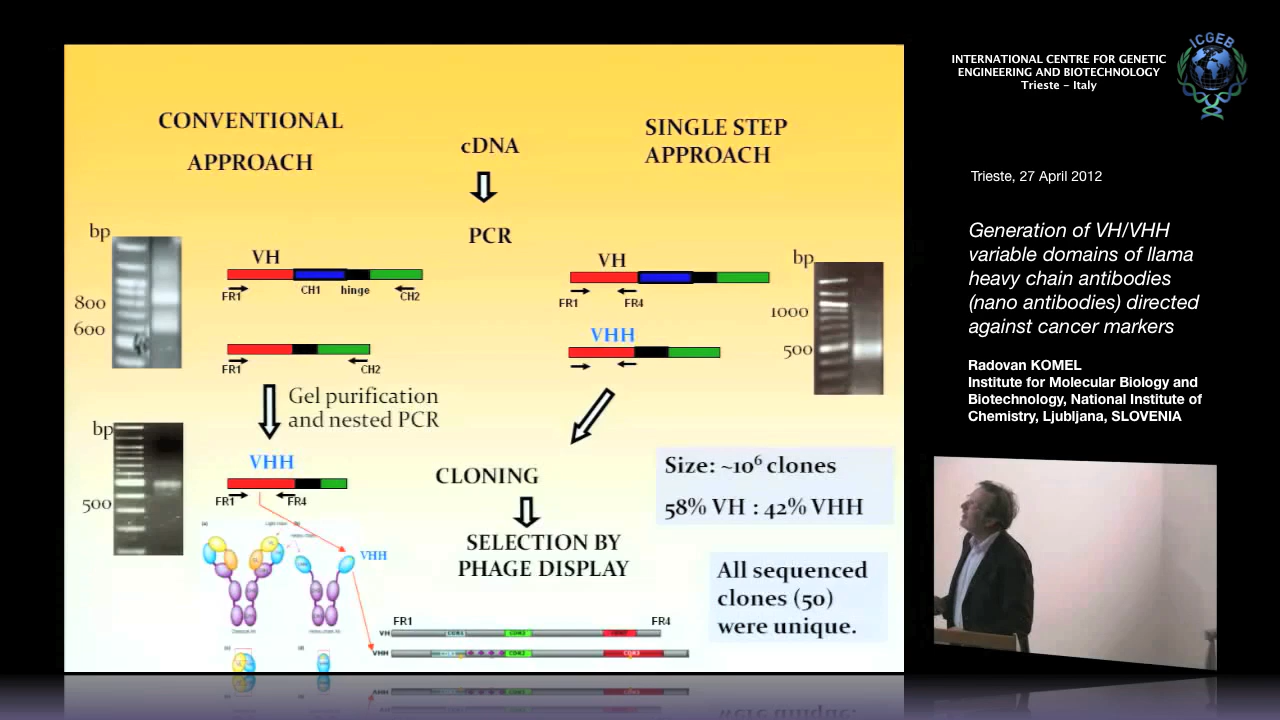 CONVENTIONAL
APPROACH
cDNA
SINGLE STEP
APPROACH
PCR
bp
800
600
VH
FR1
CH1
hinge
CH2
FR1
CH2
VH
FR1
FR4
VHH
bp
1000
500
Gel purification
and nested PCR
bp
500
VHH
FR1
FR4
CLONING
SELECTION BY
PHAGE DISPLAY
Size: ~10⁶ clones
58% VH : 42% VHH
All sequenced
clones (50)
were unique.
VHH
FR1
FR4
VH
CDR1
CDR2
VHH
CDR2
CDR3
INTERNATIONAL CENTRE FOR GENETIC
ENGINEERING AND BIOTECHNOLOGY
Trieste – Italy
ICGEB
Trieste, 27 April 2012
Generation of VH/VHH
variable domains of llama
heavy chain antibodies
(nano antibodies) directed
against cancer markers
Radovan KOMEL
Institute for Molecular Biology and
Biotechnology, National Institute of
Chemistry, Ljubljana, SLOVENIA